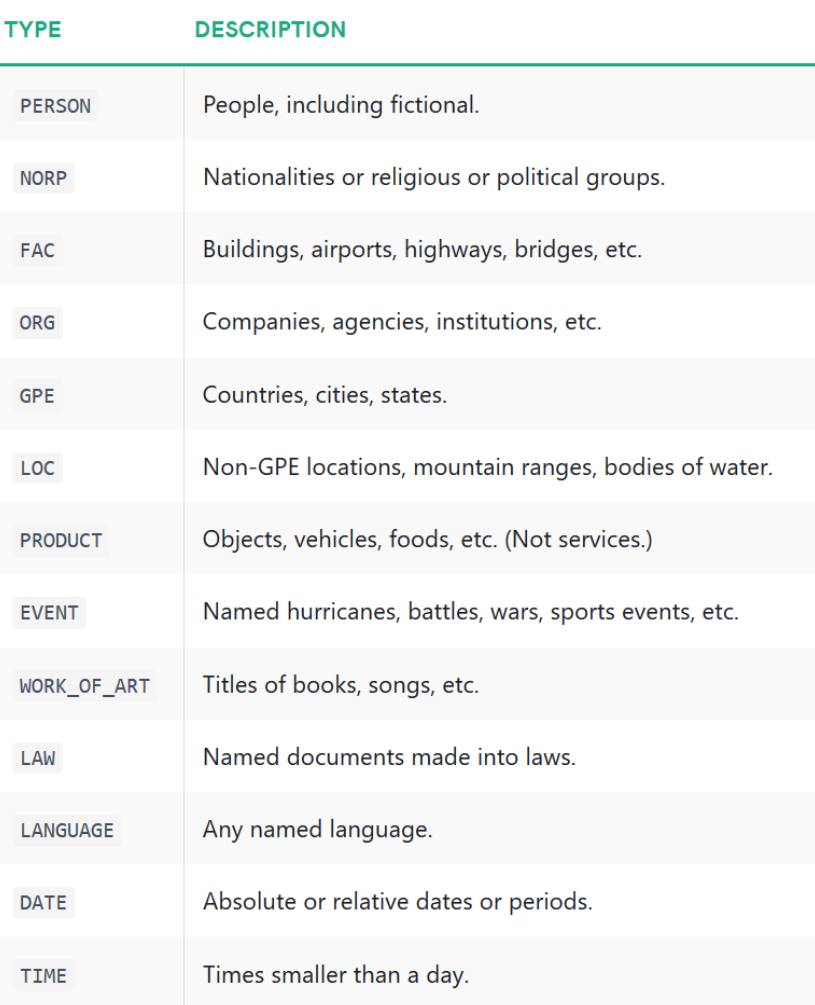 TYPE DESCRIPTION
PERSON People, including fictional.
NORP Nationalities or religious or political groups.
FAC Buildings, airports, highways, bridges, etc.
ORG Companies, agencies, institutions, etc.
GPE Countries, cities, states.
LOC Non-GPE locations, mountain ranges, bodies of water.
PRODUCT Objects, vehicles, foods, etc. (Not services.)
EVENT Named hurricanes, battles, wars, sports events, etc.
WORK_OF_ART Titles of books, songs, etc.
LAW Named documents made into laws.
LANGUAGE Any named language.
DATE Absolute or relative dates or periods.
TIME Times smaller than a day.